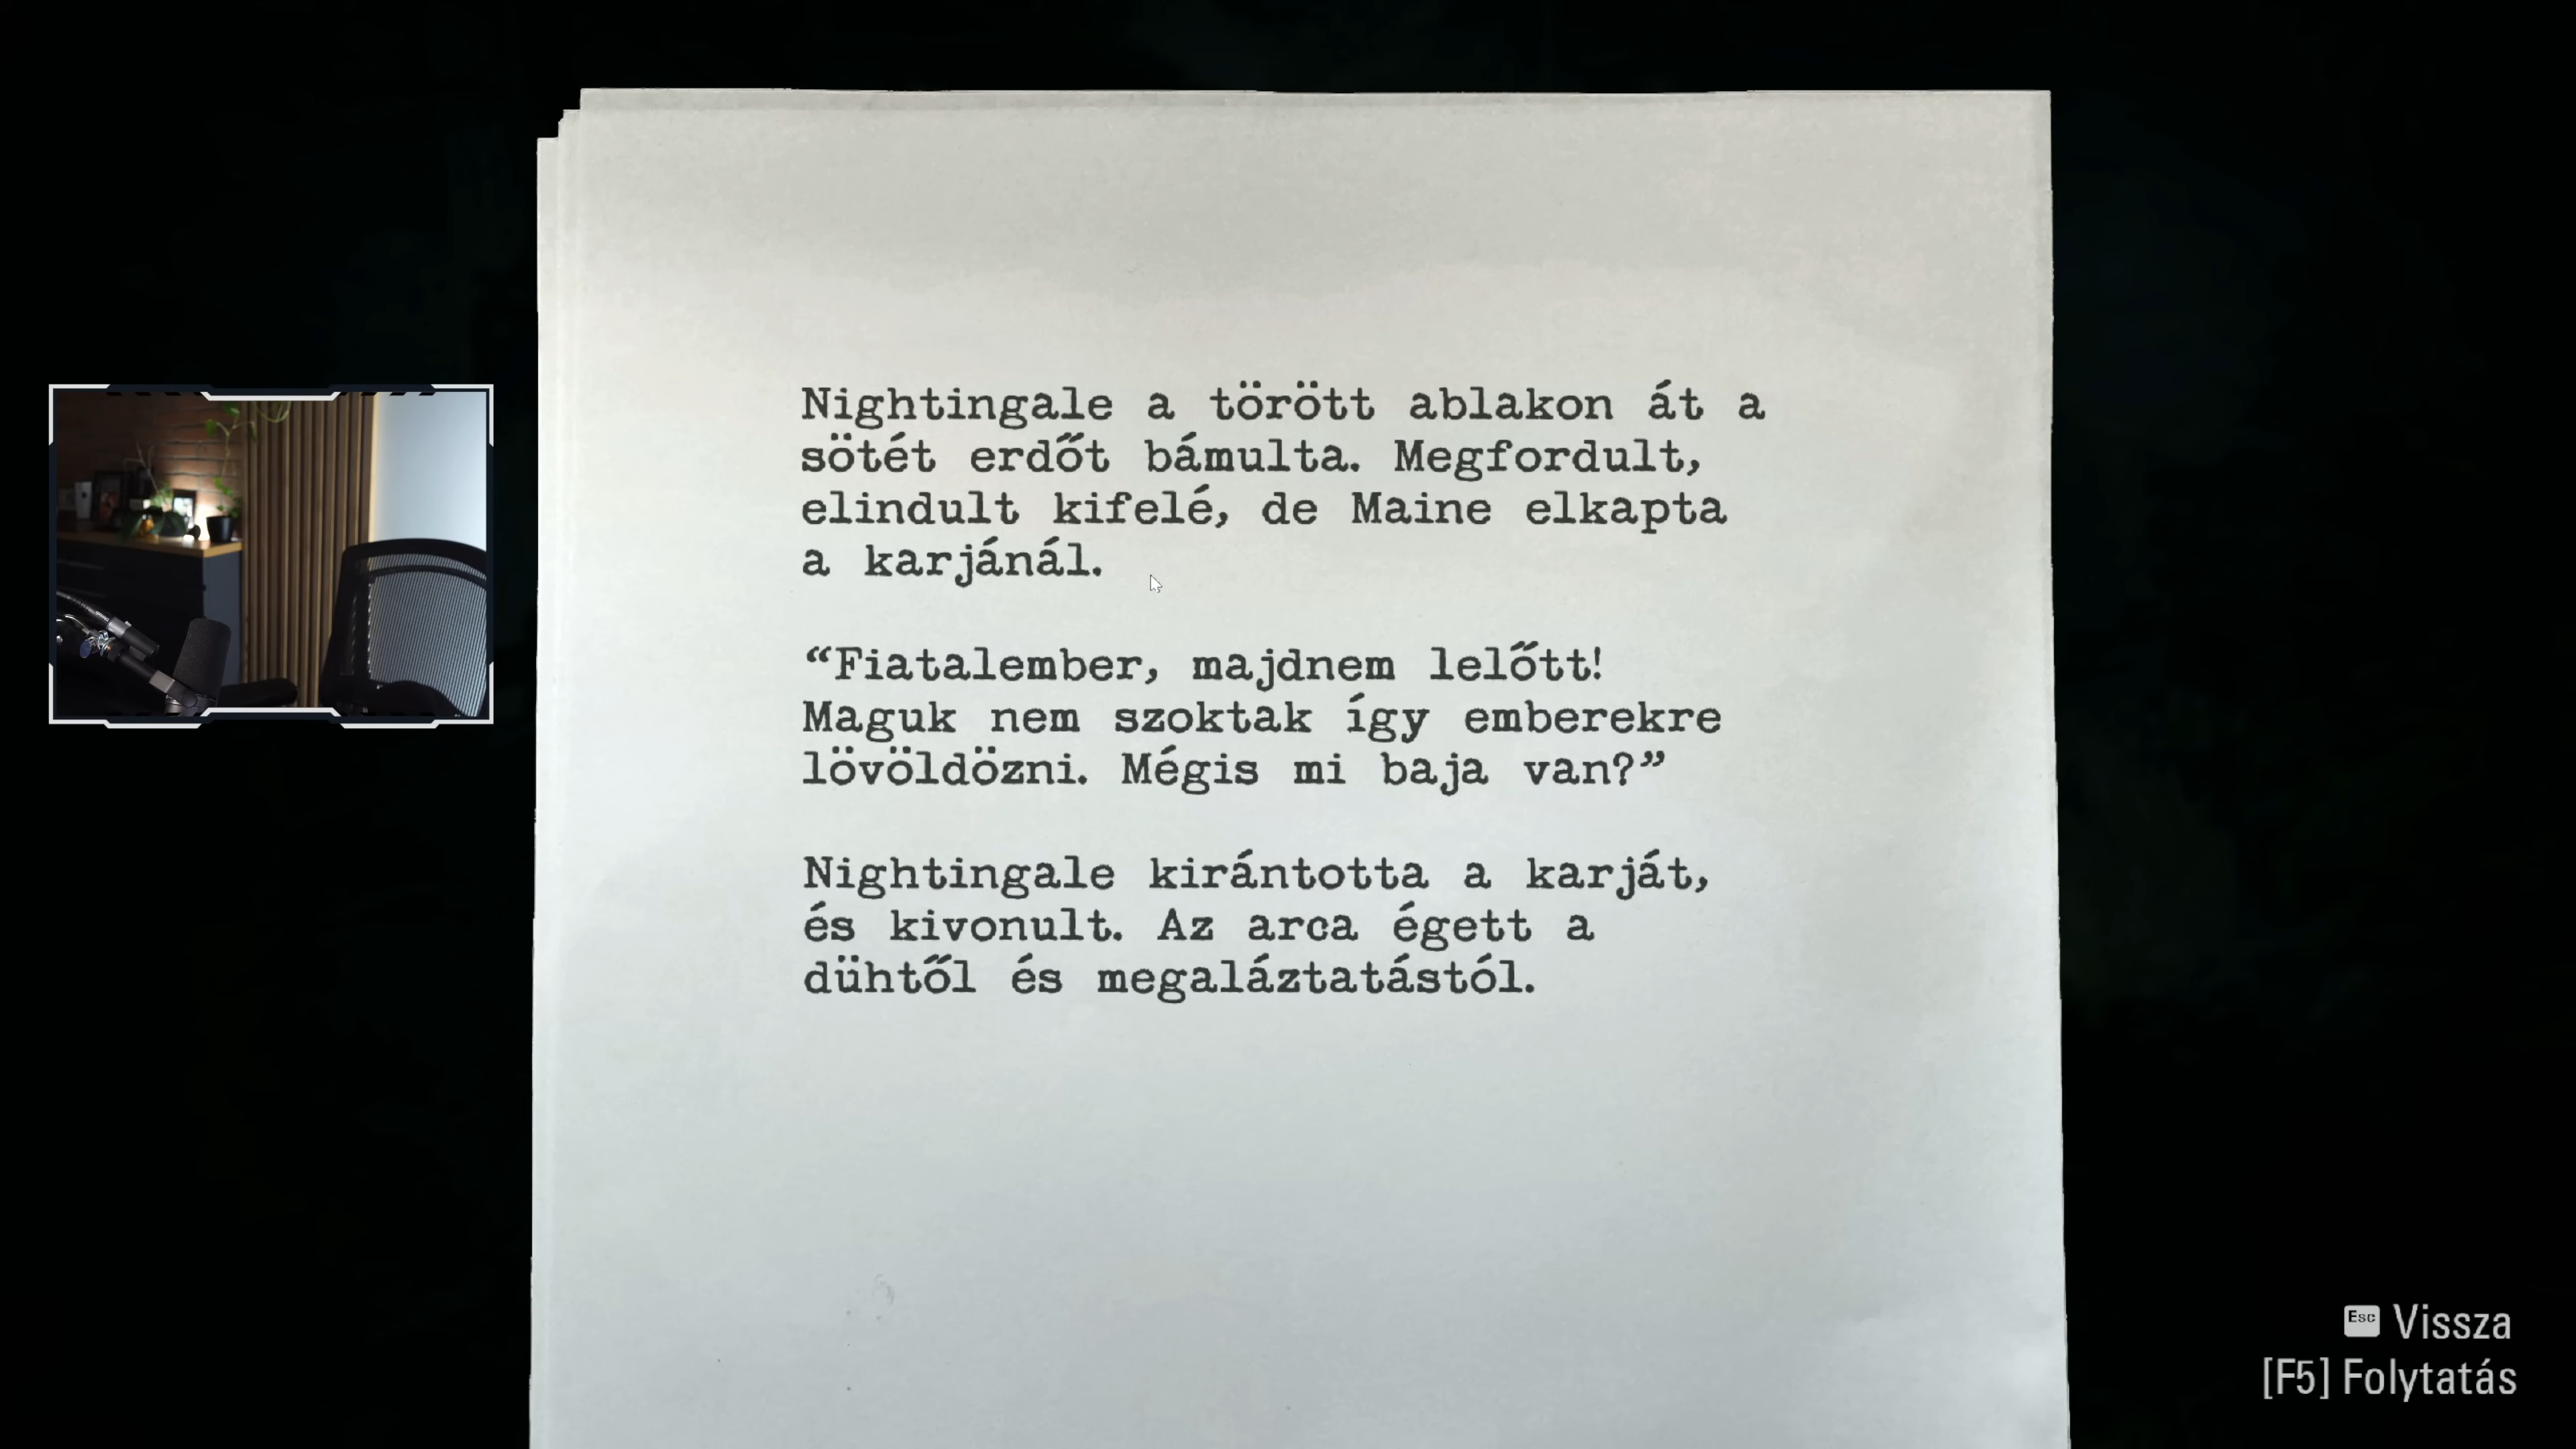 Nightingale a törött ablakon át a
sötét erdőt bámulta. Megfordult,
elindult kifelé, de Maine elkapta
a karjánál.
“Fiatalember, majdnem lelőtt!
Maguk nem szoktak így emberekre
lövöldözni. Mégis mi baja van?”
Nightingale kirántotta a karját,
és kivonult. Az arca égett a
dühtől és megaláztatástól.
Esc Vissza
[F5] Folytatás